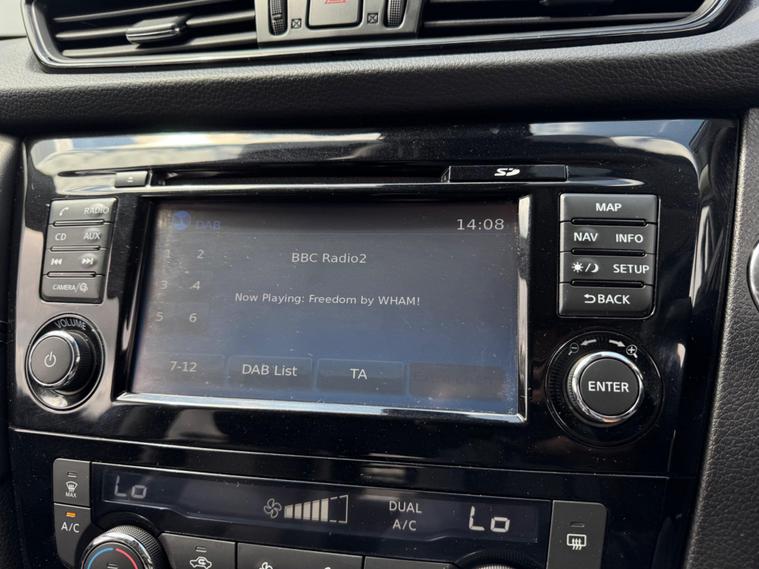 SD
RADIO
CD AUX
CAMERA/
VOLUME
DAB
14:08
2
BBC Radio2
3 4
Now Playing: Freedom by WHAM!
5 6
7-12
DAB List
TA
MAP
NAV INFO
SETUP
BACK
ENTER
MAX
A/C
Lo
DUAL
A/C
Lo